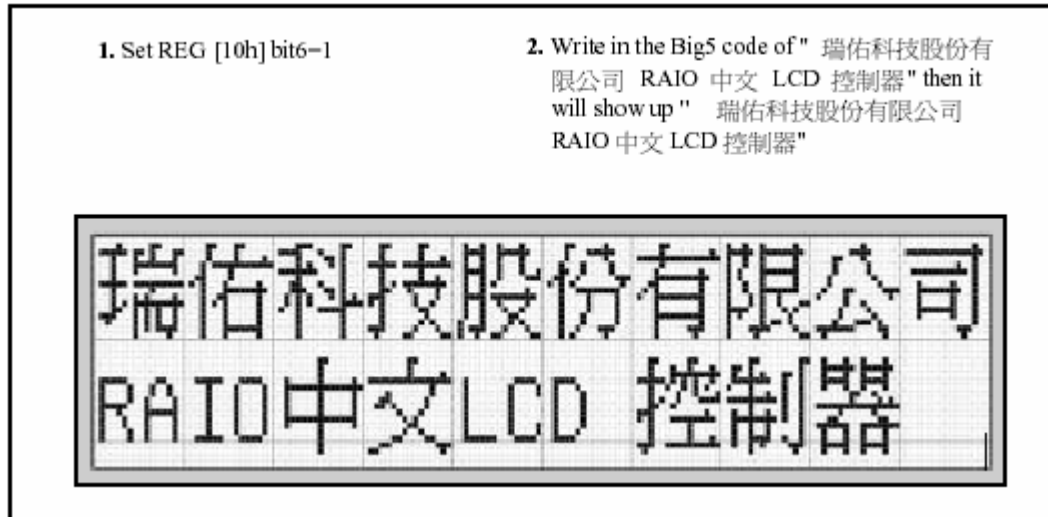 1. Set REG [10h] bit6=1
2. Write in the Big5 code of " 瑞佑科技股份有
限公司 RAIO 中文 LCD 控制器" then it
will show up " 瑞佑科技股份有限公司
RAIO 中文 LCD 控制器"
瑞佑科技股份有限公司
RAIO中文LCD 控制器